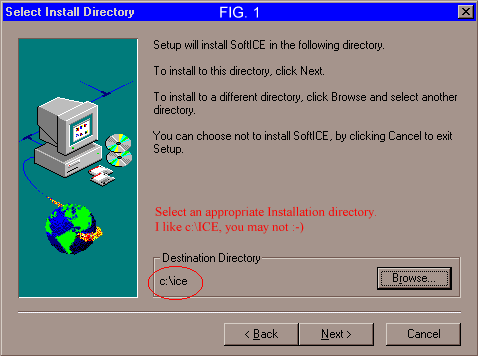 Select Install Directory
FIG. 1
Setup will install SoftICE in the following directory.
To install to this directory, click Next.
To install to a different directory, click Browse and select another
directory.
You can choose not to install SoftICE, by clicking Cancel to exit
Setup.
Select an appropriate Installation directory.
I like c:\ICE, you may not :-)
Destination Directory
c:\ice
Browse...
< Back
Next >
Cancel